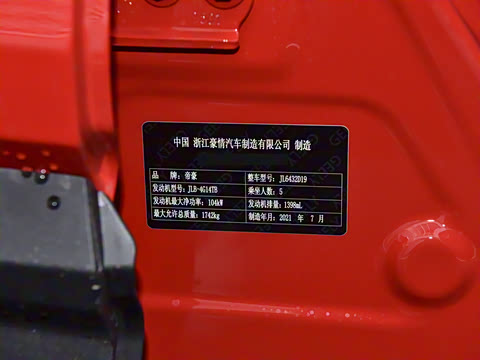 中国 浙江豪情汽车制造有限公司 制造
品 牌：帝豪 整车型号：JL6432D19
发动机型号：JLB-4G14TB 乘坐人数：5
发动机最大净功率：104kW 发动机排量：1398mL
最大允许总质量：1742kg 制造年月：2021 年 7 月